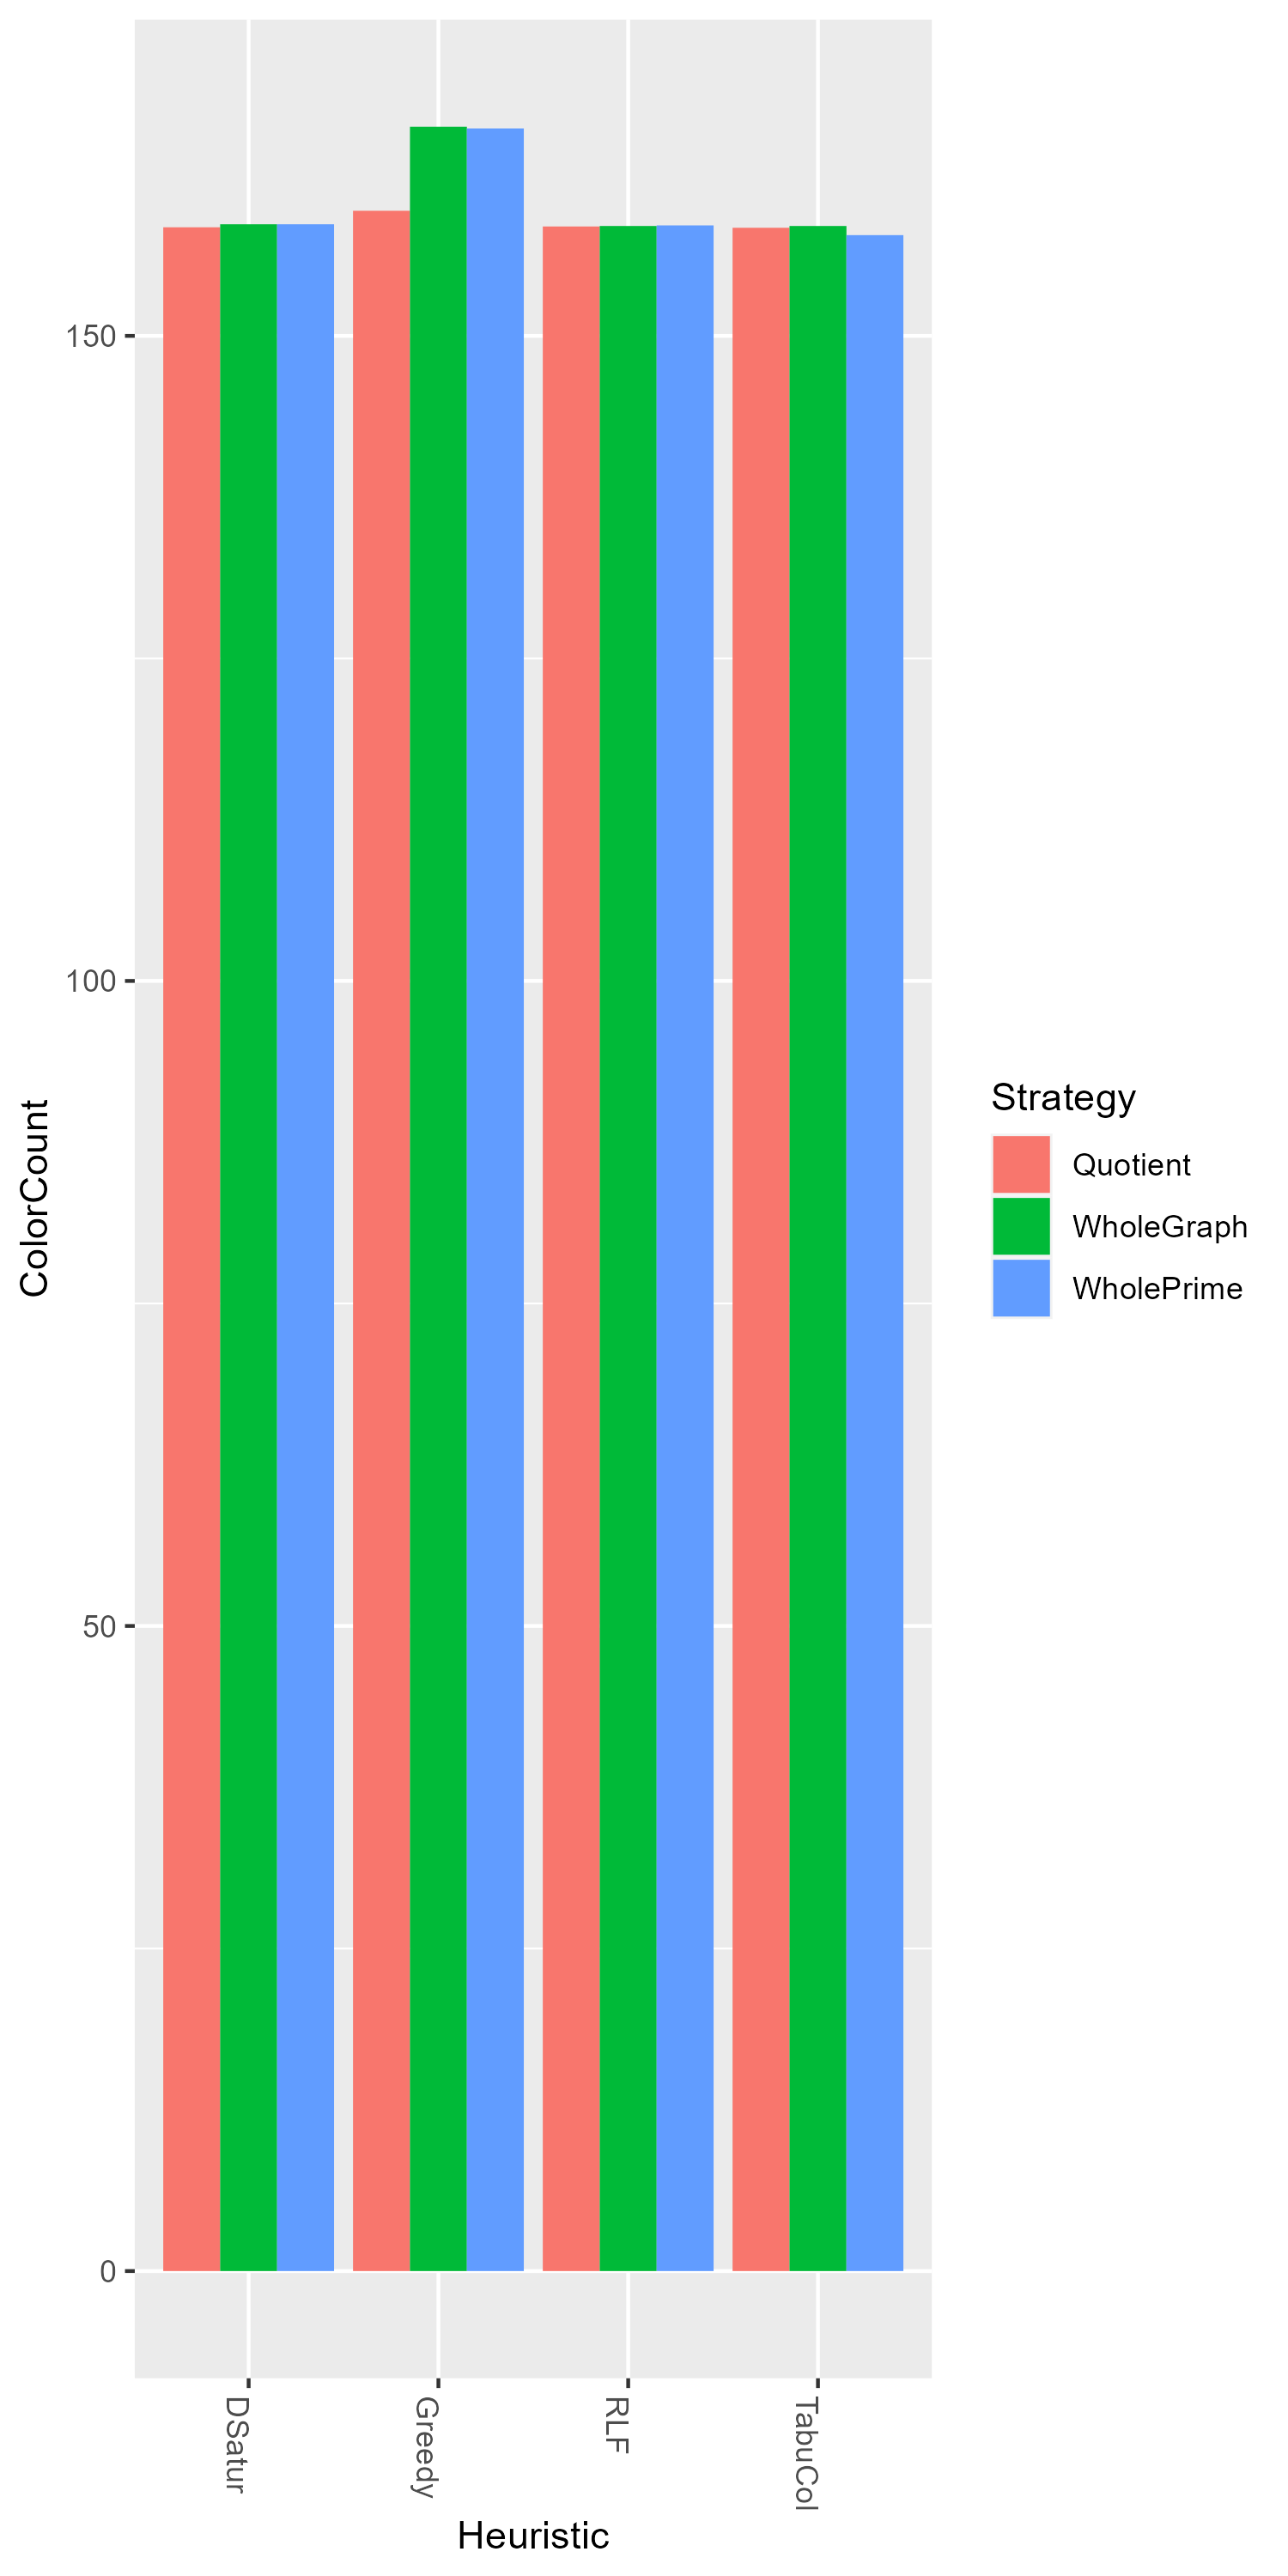 150
100
50
0
ColorCount
DSatur
Greedy
RLF
TabuCol
Heuristic
Strategy
Quotient
WholeGraph
WholePrime